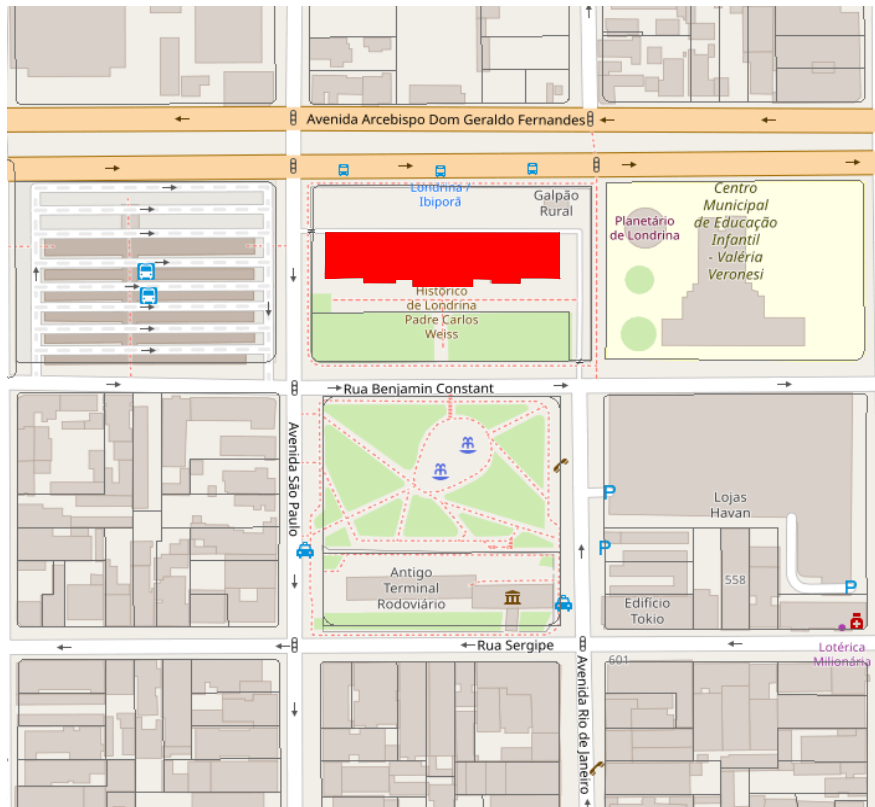 Avenida Arcebispo Dom Geraldo Fernandes
Londrina /
Ibiporã
Galpão
Rural
Planetário
de Londrina
Centro
Municipal
de Educação
Infantil
- Valéria
Veronesi
Histórico
de Londrina
Padre Carlos
Weiss
Rua Benjamin Constant
Avenida São Paulo
P
Lojas
Havan
P
Antigo
Terminal
Rodoviário
558
P
Edifício
Tokio
Rua Sergipe
Lotérica
Milionária
601
Avenida Rio de Janeiro